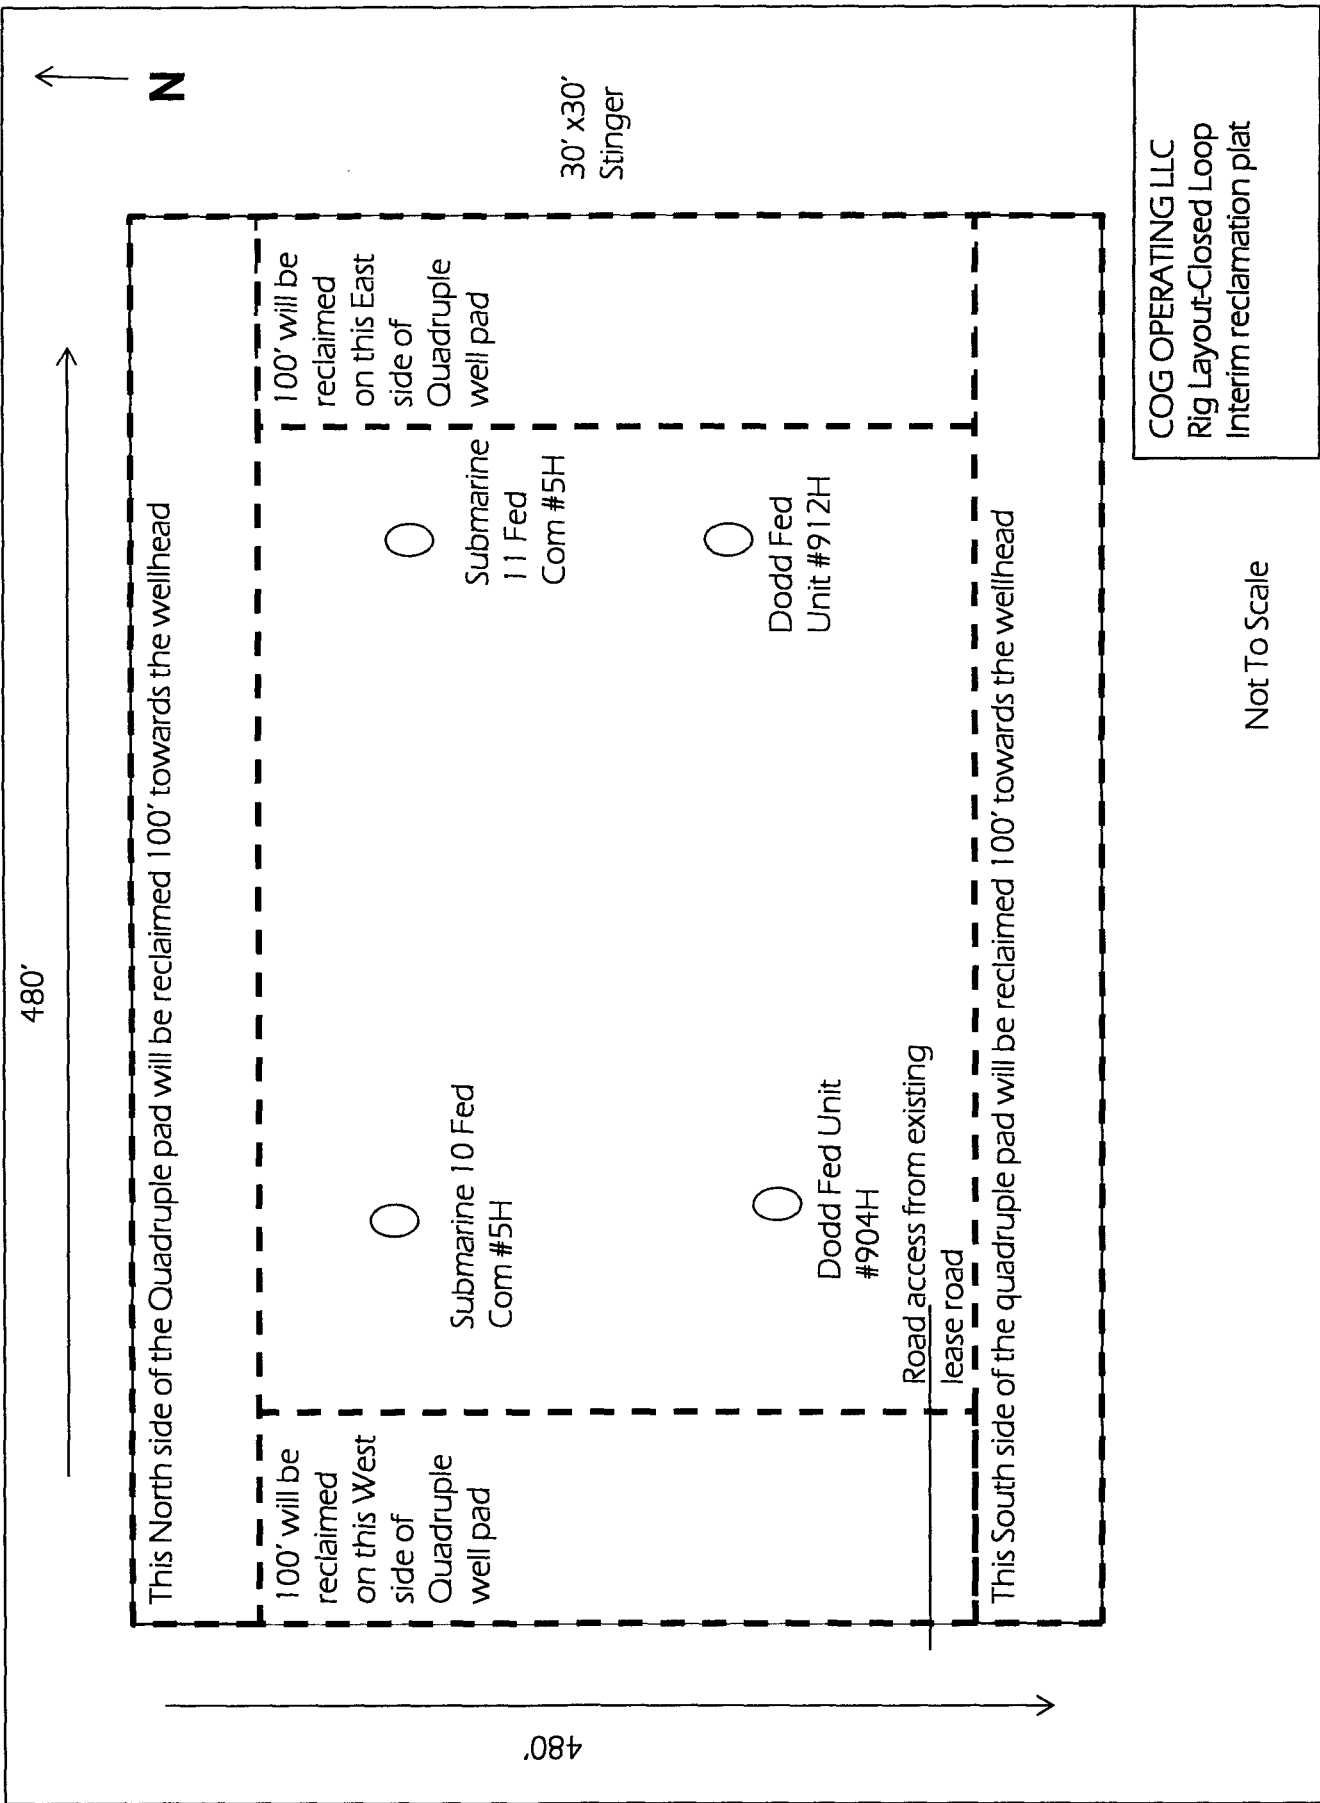 480'
N
This North side of the Quadruple pad will be reclaimed 100' towards the wellhead
100' will be
reclaimed
on this West
side of
Quadruple
well pad
100' will be
reclaimed
on this East
side of
Quadruple
well pad
Submarine 10 Fed
Com #5H
Submarine
11 Fed
Com #5H
30' x30'
Stinger
480'
Dodd Fed Unit
#904H
Dodd Fed
Unit #912H
Road access from existing
lease road
This South side of the quadruple pad will be reclaimed 100' towards the wellhead
Not To Scale
COG OPERATING LLC
Rig Layout-Closed Loop
Interim reclamation plat